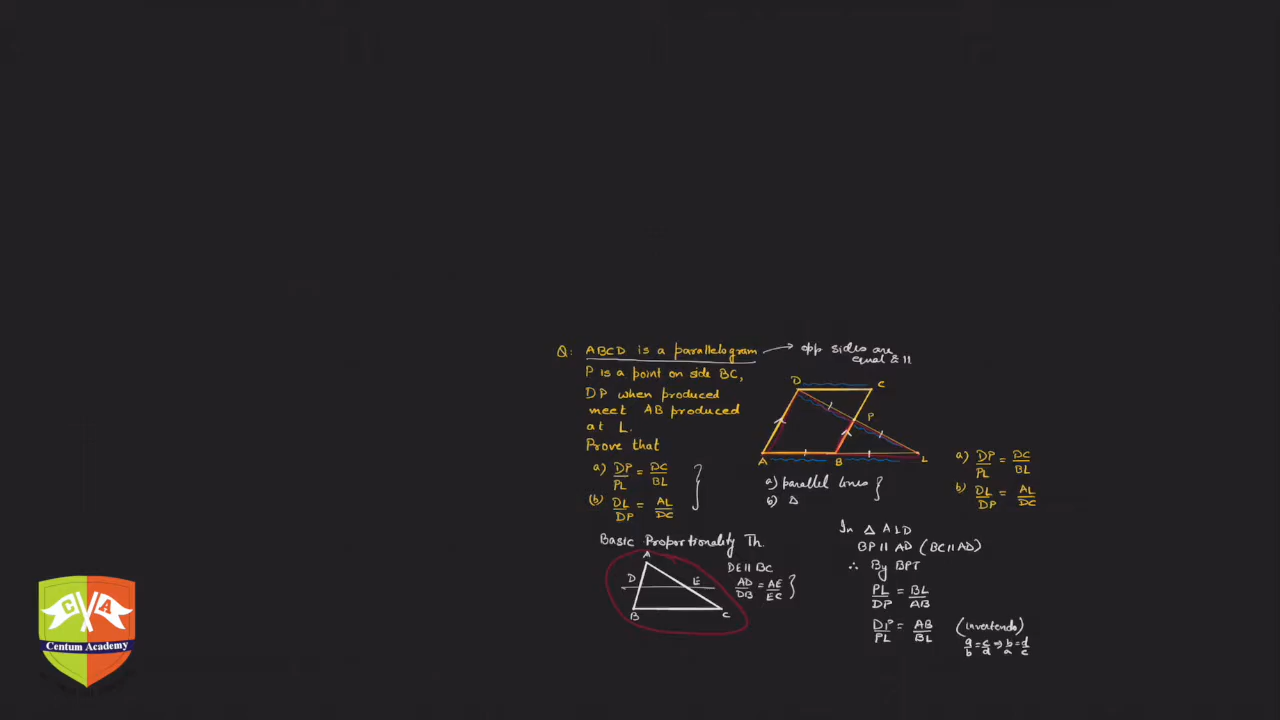 Q: ABCD is a parallelogram → opp sides are
equal & ||
P is a point on side BC,
DP when produced
meet AB produced
at L.
Prove that
a) DP/PL = DC/BL
(b) DL/DP = AL/DC
D C
P
A B L
a) parallel lines
b) Δ
a) DP/PL = DC/BL
b) DL/DP = AL/DC
Basic Proportionality Th.
A
D E
B C
DE || BC
AD/DB = AE/EC
In Δ ALD
BP || AD (BC || AD)
∴ By BPT
PL/DP = BL/AB
DP/PL = AB/BL (invertendo)
a/b = c/d ⇒ b/a = d/c
C A
Centum Academy